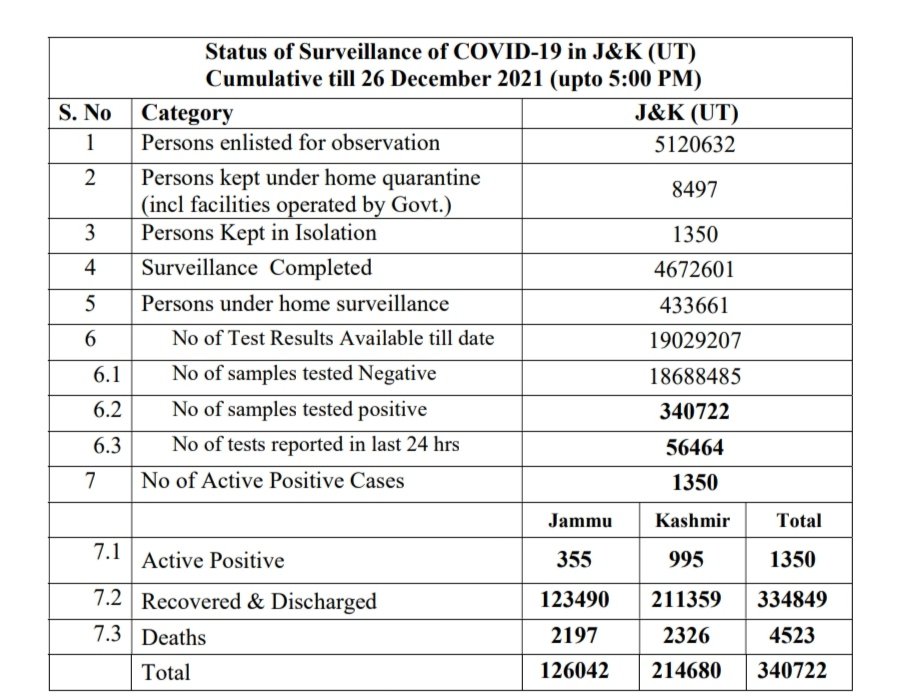 Status of Surveillance of COVID-19 in J&K (UT)
Cumulative till 26 December 2021 (upto 5:00 PM)
S. No Category J&K (UT)
1 Persons enlisted for observation 5120632
2 Persons kept under home quarantine
(incl facilities operated by Govt.) 8497
3 Persons Kept in Isolation 1350
4 Surveillance Completed 4672601
5 Persons under home surveillance 433661
6 No of Test Results Available till date 19029207
6.1 No of samples tested Negative 18688485
6.2 No of samples tested positive 340722
6.3 No of tests reported in last 24 hrs 56464
7 No of Active Positive Cases 1350
Jammu Kashmir Total
7.1 Active Positive 355 995 1350
7.2 Recovered & Discharged 123490 211359 334849
7.3 Deaths 2197 2326 4523
Total 126042 214680 340722